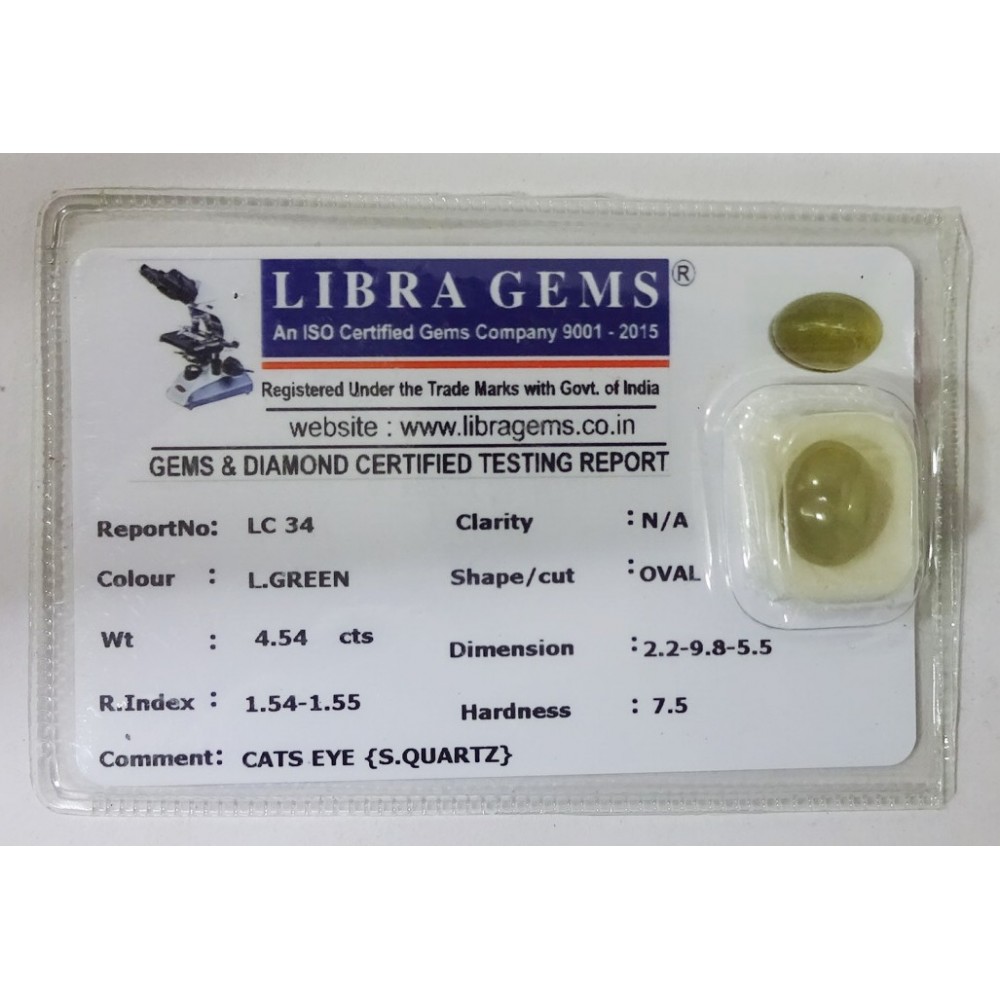 LIBRA GEMS ®
An ISO Certified Gems Company 9001 - 2015
Registered Under the Trade Marks with Govt. of India
website : www.libragems.co.in
GEMS & DIAMOND CERTIFIED TESTING REPORT
ReportNo: LC 34 Clarity : N/A
Colour : L.GREEN Shape/cut : OVAL
Wt : 4.54 cts Dimension : 2.2-9.8-5.5
R.Index : 1.54-1.55 Hardness : 7.5
Comment: CATS EYE {S.QUARTZ}